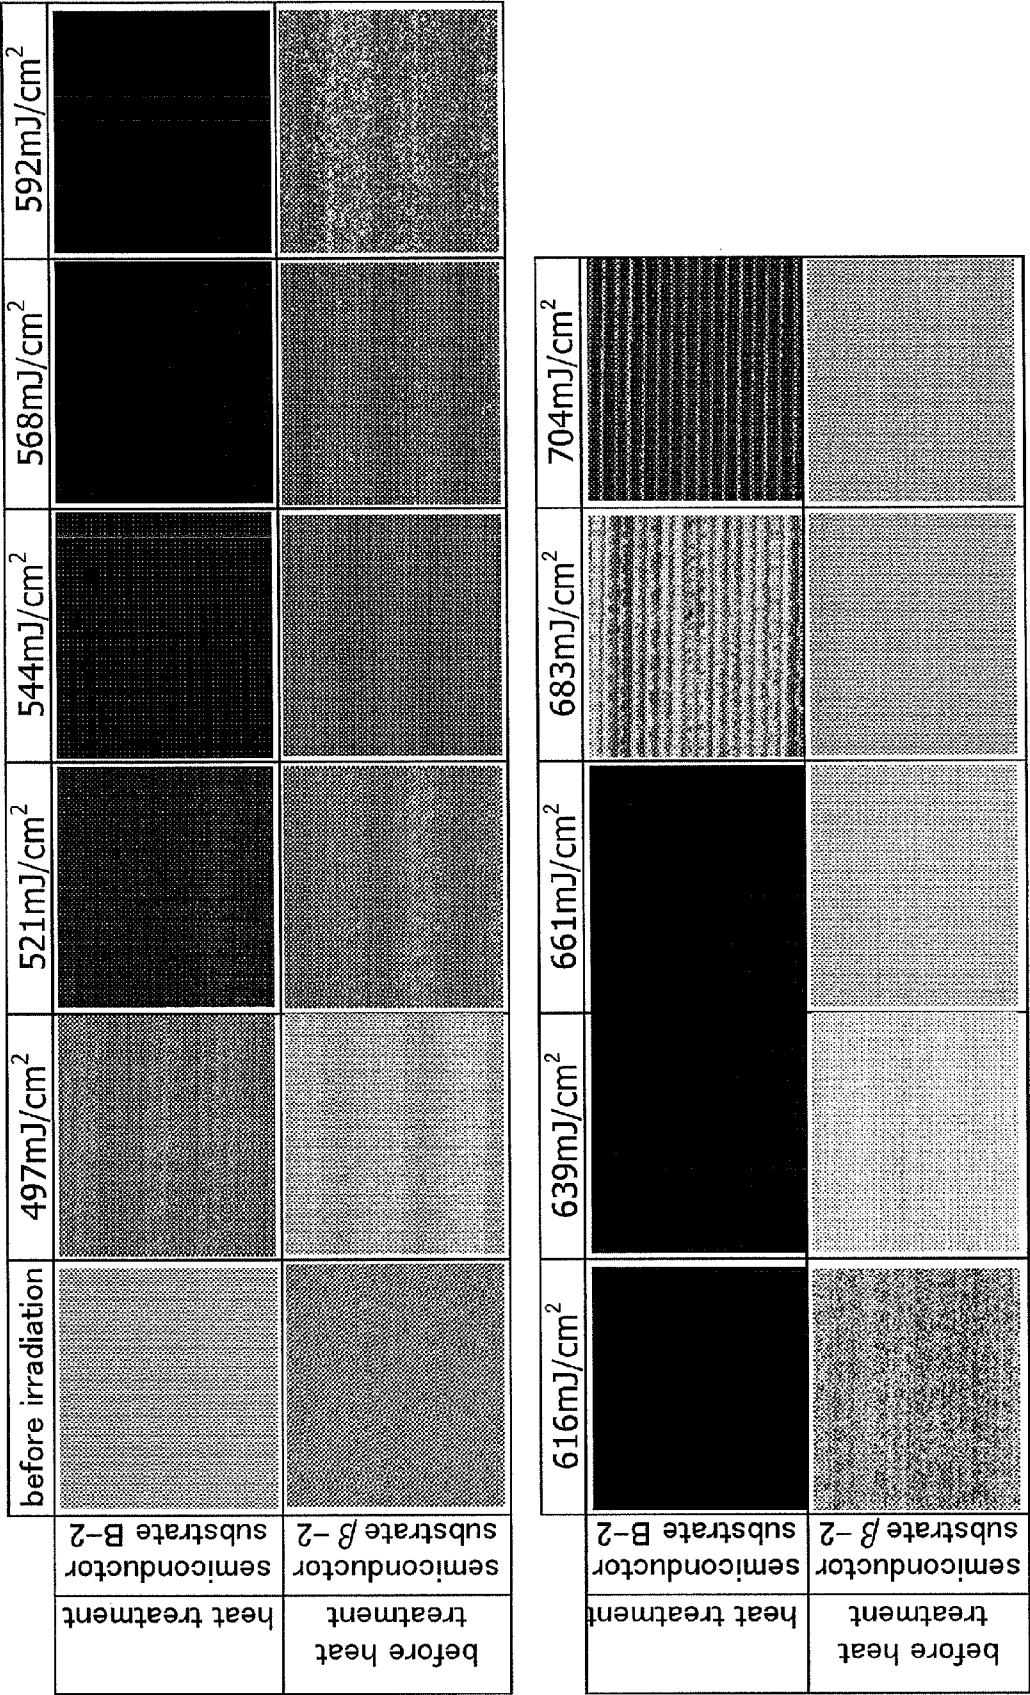 before irradiation
497mJ/cm²
521mJ/cm²
544mJ/cm²
568mJ/cm²
592mJ/cm²
heat treatment
semiconductor
substrate B-2
before heat
treatment
semiconductor
substrate β-2
616mJ/cm²
639mJ/cm²
661mJ/cm²
683mJ/cm²
704mJ/cm²
heat treatment
semiconductor
substrate B-2
before heat
treatment
semiconductor
substrate β-2